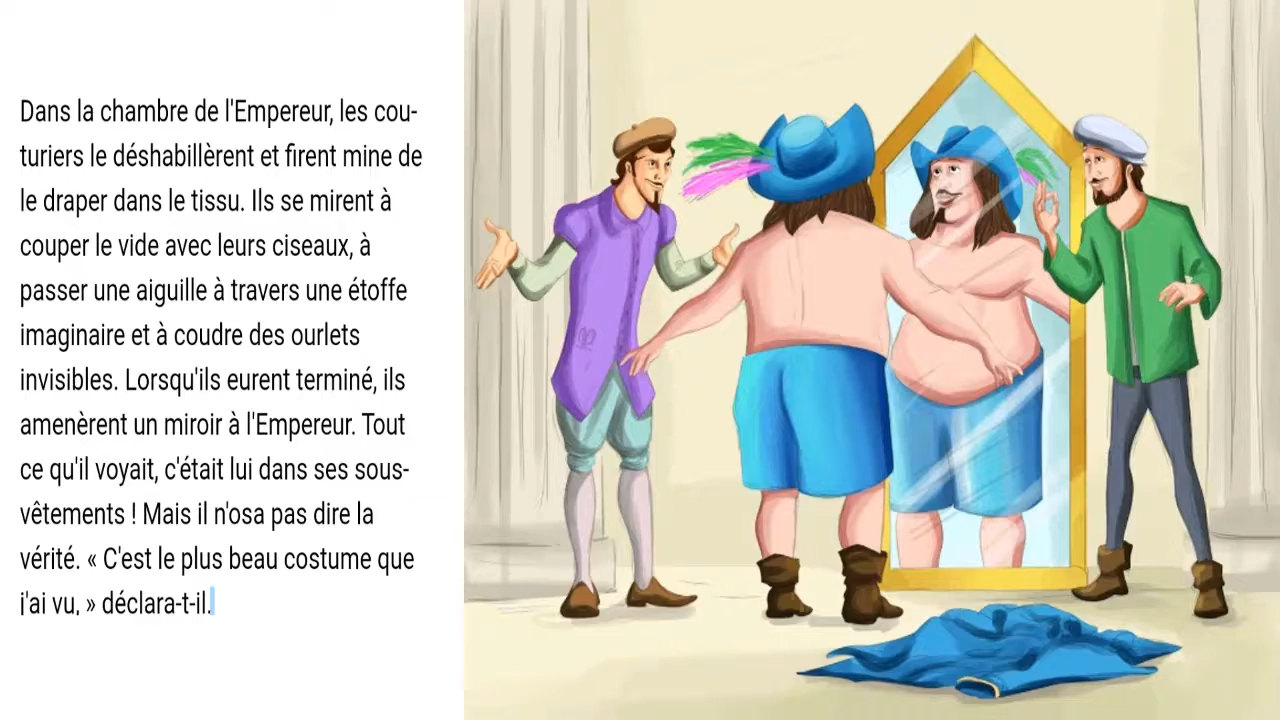 Dans la chambre de l'Empereur, les cou-
turiers le déshabillèrent et firent mine de
le draper dans le tissu. Ils se mirent à
couper le vide avec leurs ciseaux, à
passer une aiguille à travers une étoffe
imaginaire et à coudre des ourlets
invisibles. Lorsqu'ils eurent terminé, ils
amenèrent un miroir à l'Empereur. Tout
ce qu'il voyait, c'était lui dans ses sous-
vêtements ! Mais il n'osa pas dire la
vérité. « C'est le plus beau costume que
j'ai vu. » déclara-t-il.